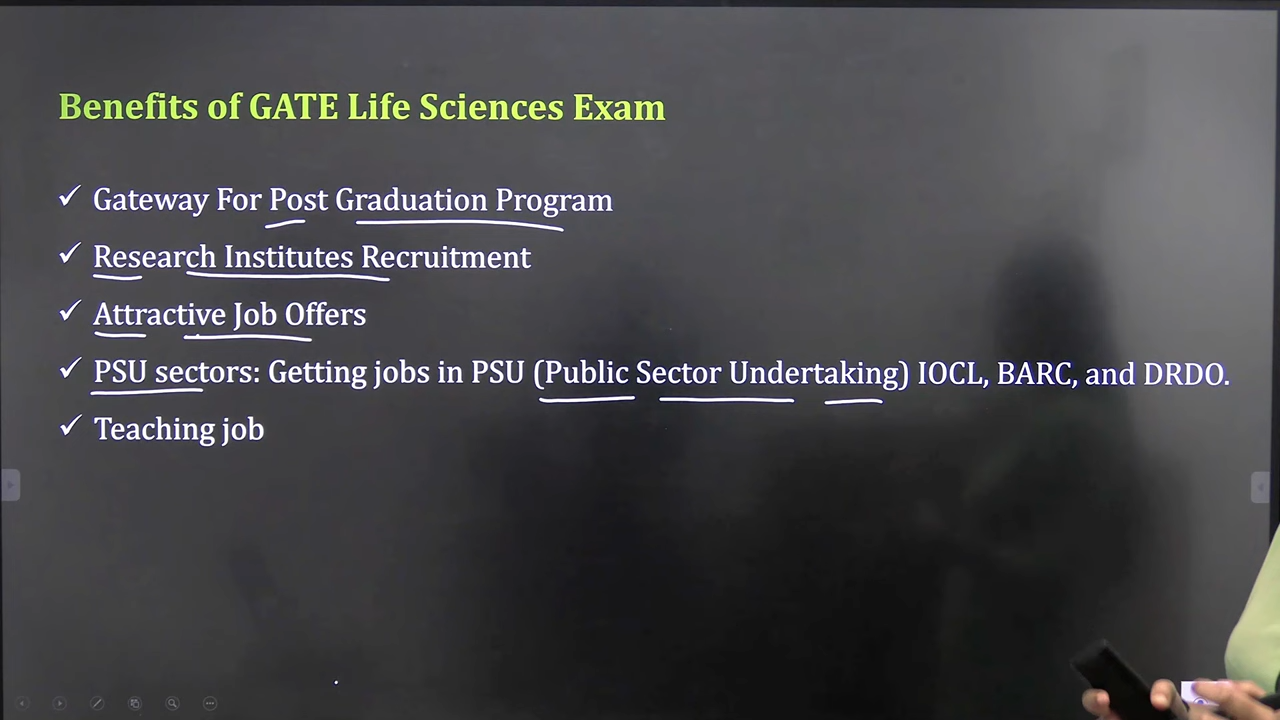 Benefits of GATE Life Sciences Exam
✓ Gateway For Post Graduation Program
✓ Research Institutes Recruitment
✓ Attractive Job Offers
✓ PSU sectors: Getting jobs in PSU (Public Sector Undertaking) IOCL, BARC, and DRDO.
✓ Teaching job